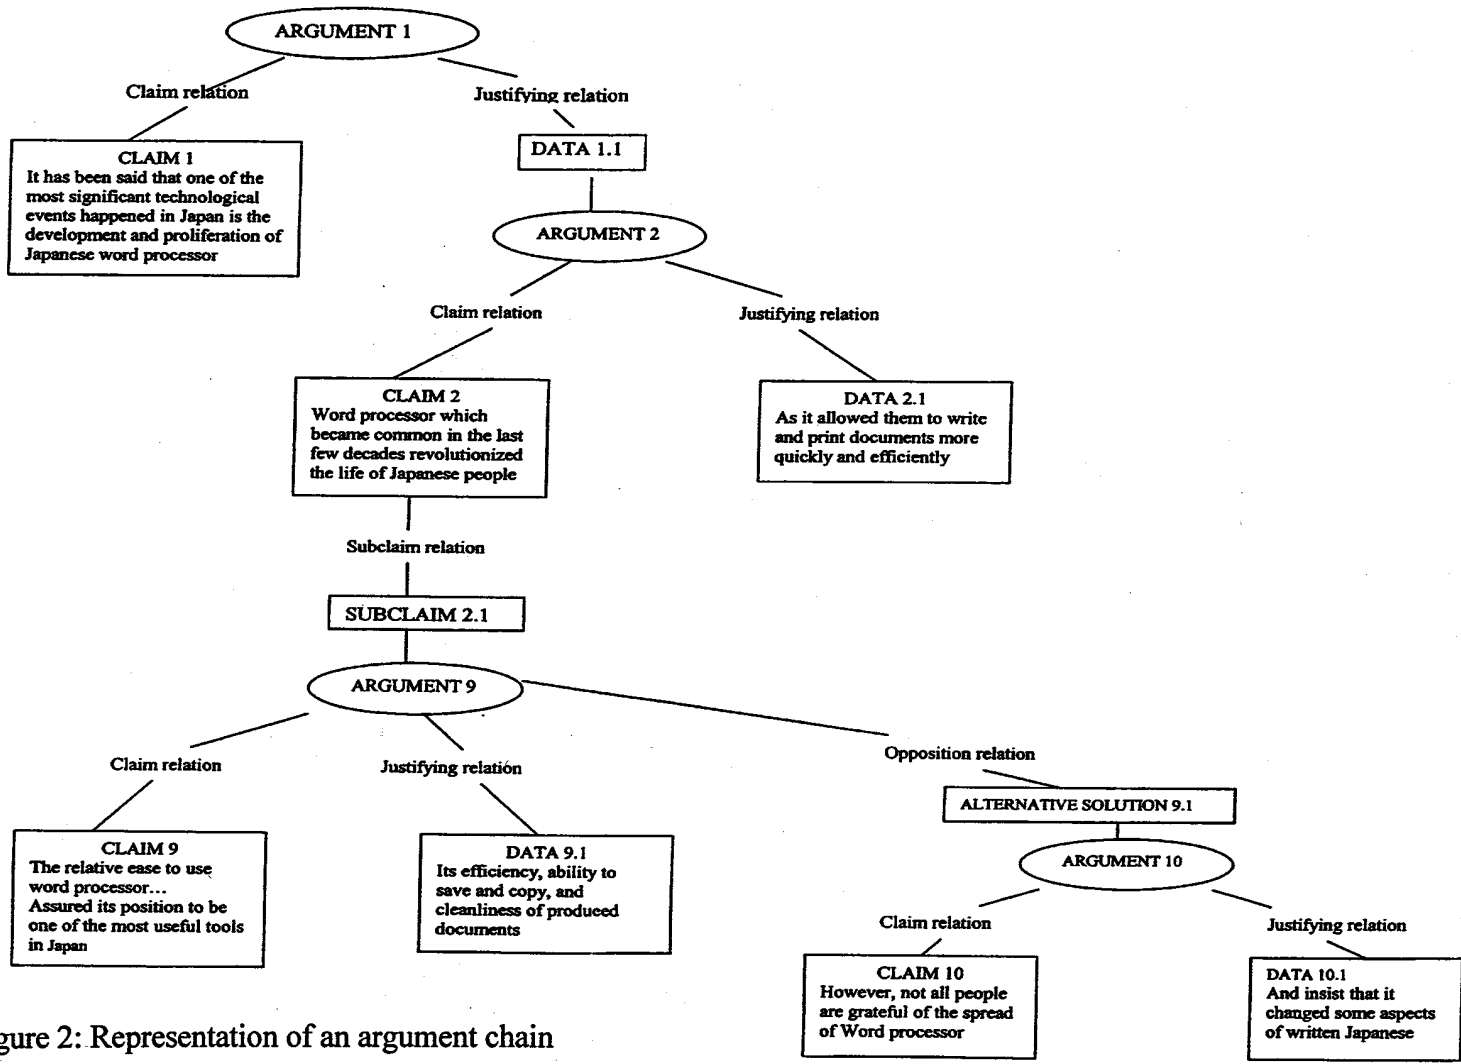 ARGUMENT 1
Claim relation
Justifying relation
CLAIM 1
It has been said that one of the
most significant technological
events happened in Japan is the
development and proliferation of
Japanese word processor
DATA 1.1
ARGUMENT 2
Claim relation
Justifying relation
CLAIM 2
Word processor which
became common in the last
few decades revolutionized
the life of Japanese people
DATA 2.1
As it allowed them to write
and print documents more
quickly and efficiently
Subclaim relation
SUBCLAIM 2.1
ARGUMENT 9
Claim relation
Justifying relation
Opposition relation
CLAIM 9
The relative ease to use
word processor...
Assured its position to be
one of the most useful tools
in Japan
DATA 9.1
Its efficiency, ability to
save and copy, and
cleanliness of produced
documents
ALTERNATIVE SOLUTION 9.1
ARGUMENT 10
Claim relation
Justifying relation
CLAIM 10
However, not all people
are grateful of the spread
of Word processor
DATA 10.1
And insist that it
changed some aspects
of written Japanese
gure 2: Representation of an argument chain